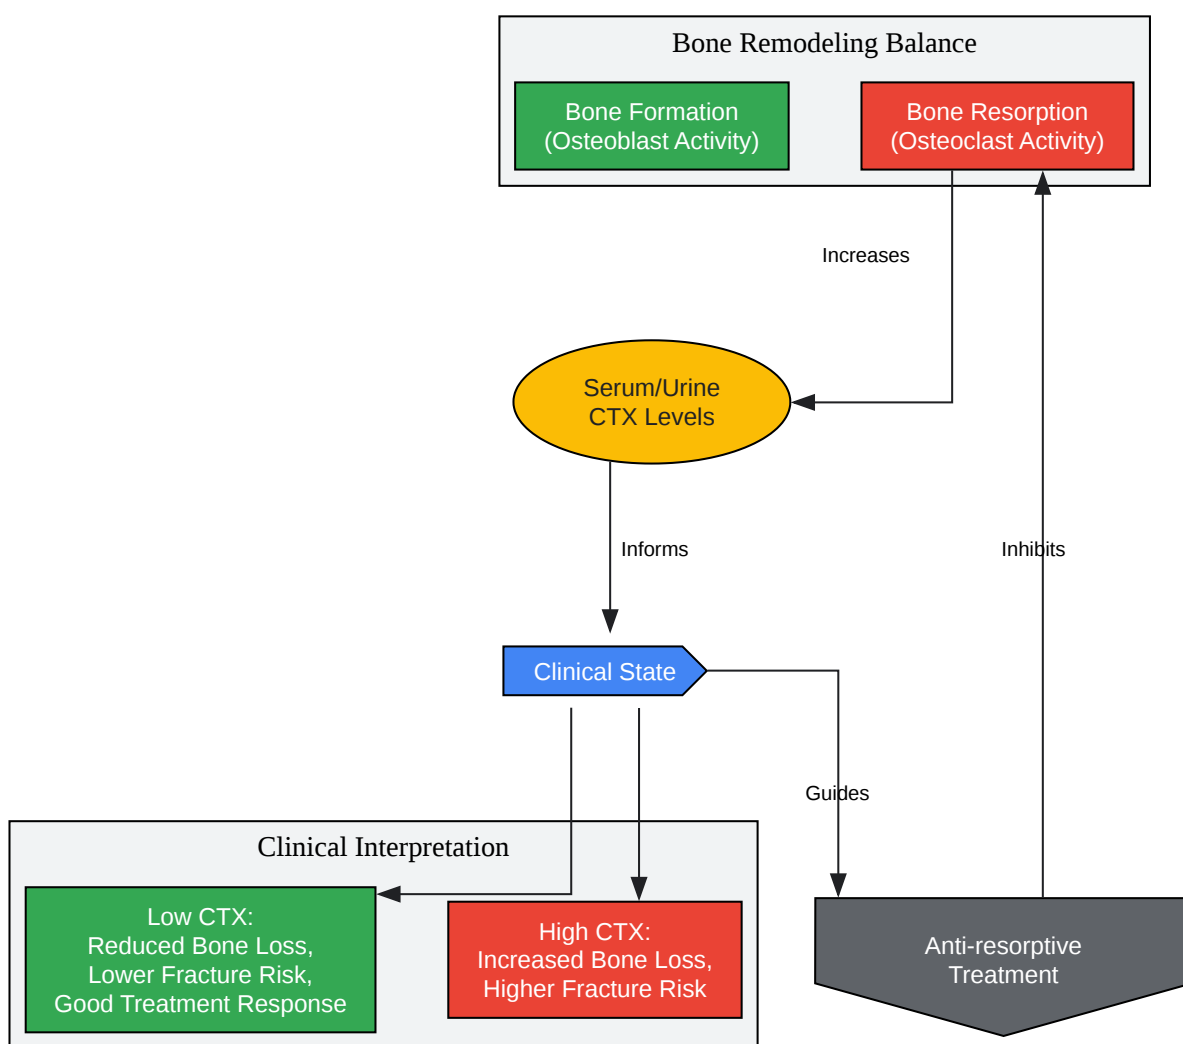 Bone Remodeling Balance
Bone Formation
(Osteoblast Activity)
Bone Resorption
(Osteoclast Activity)
Increases
Serum/Urine
CTX Levels
Informs
Inhibits
Clinical State
Guides
Clinical Interpretation
Low CTX:
Reduced Bone Loss,
Lower Fracture Risk,
Good Treatment Response
High CTX:
Increased Bone Loss,
Higher Fracture Risk
Anti-resorptive
Treatment